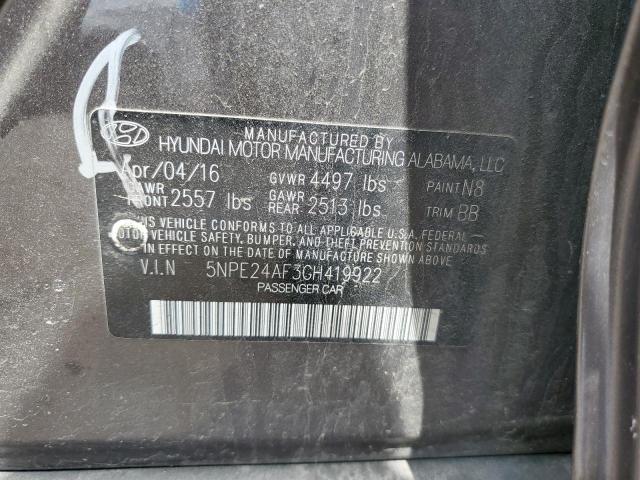 MANUFACTURED BY
HYUNDAI MOTOR MANUFACTURING ALABAMA, LLC
Apr/04/16 GVWR 4497 lbs PAINT N8
GAWR FRONT 2557 lbs GAWR REAR 2513 lbs TRIM BB
THIS VEHICLE CONFORMS TO ALL APPLICABLE U.S.A. FEDERAL
MOTOR VEHICLE SAFETY, BUMPER, AND THEFT PREVENTION STANDARDS
IN EFFECT ON THE DATE OF MANUFACTURE SHOWN ABOVE.
V.I.N 5NPE24AF3GH419922
PASSENGER CAR